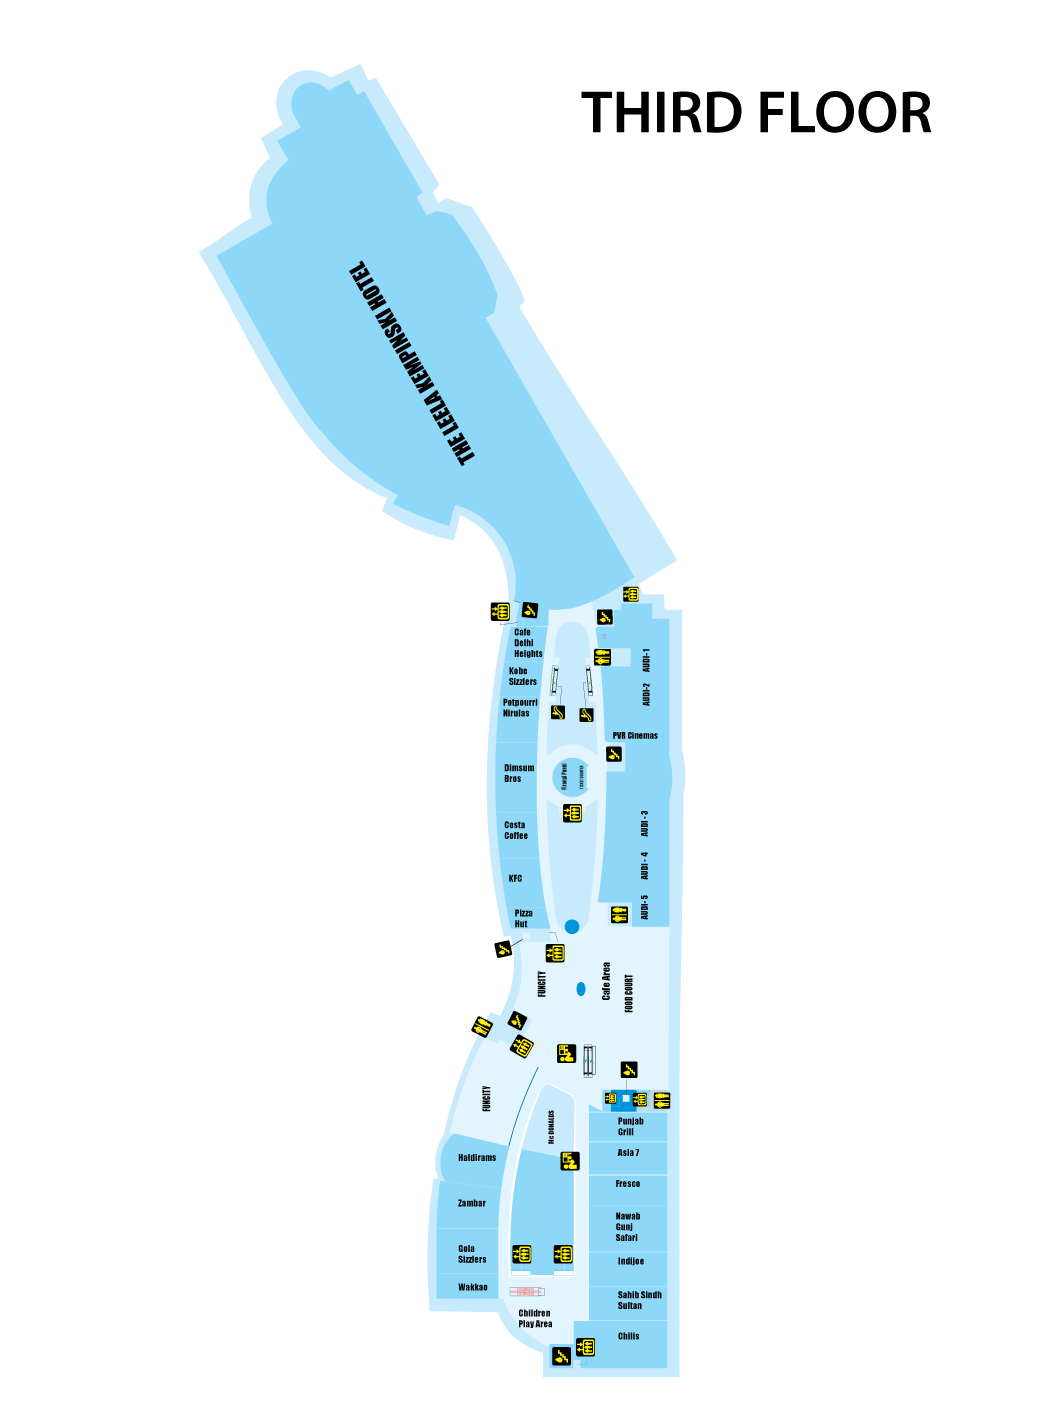 THIRD FLOOR
THE LEELA KEMPINSKI HOTEL
Cafe
Delhi
Heights
Kobe
Sizzlers
Potpourri
Nirulas
Dimsum
Bros
Costa
Coffee
KFC
Pizza
Hut
AUDI-1
AUDI-2
PVR Cinemas
TICKET COUNTER
AUDI - 3
AUDI - 4
AUDI- 5
FUNCITY
Cafe Area
FOOD COURT
FUNCITY
Mc DONALDS
Haldirams
Zambar
Gola
Sizzlers
Wakkao
Children
Play Area
Punjab
Grill
Asia 7
Fresco
Nawab
Gunj
Safari
Indijoe
Sahib Sindh
Sultan
Chilis